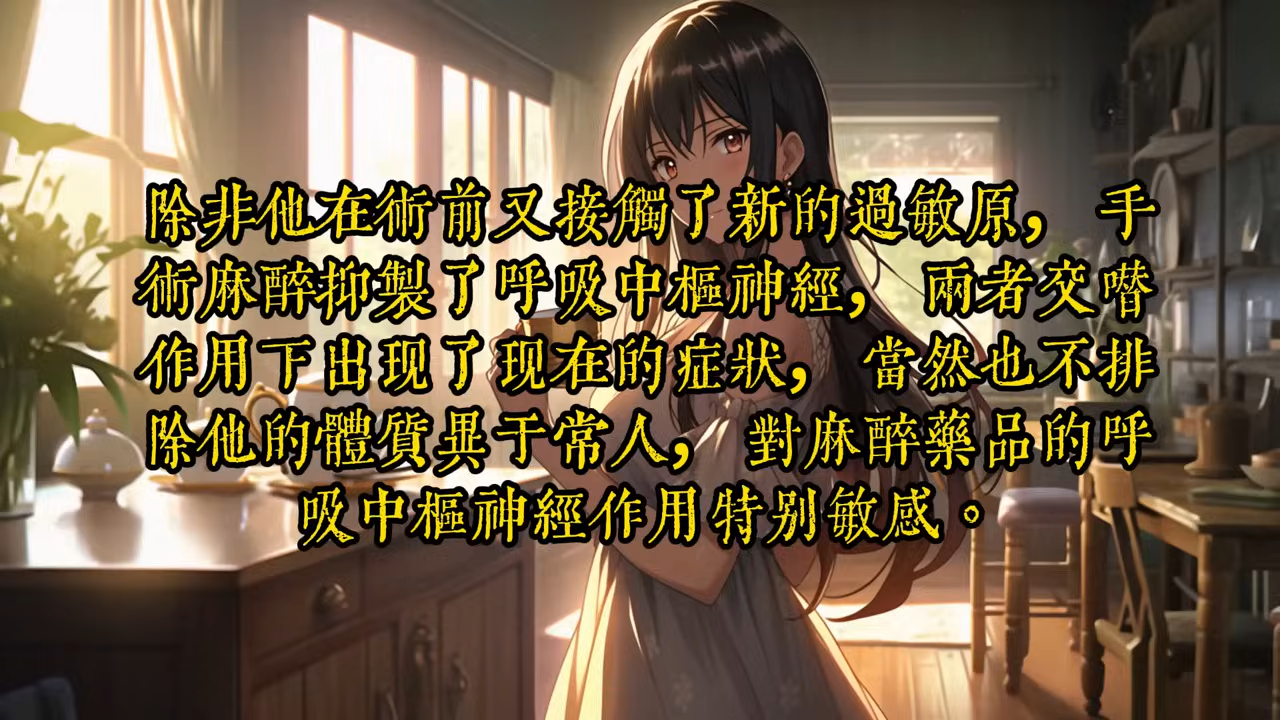 除非他在術前又接觸了新的過敏原，手
術麻醉抑製了呼吸中樞神經，兩者交嘈
作用下出现了现在的症狀，當然也不排
除他的體質異于常人，對麻醉藥品的呼
吸中樞神經作用特别敏感。